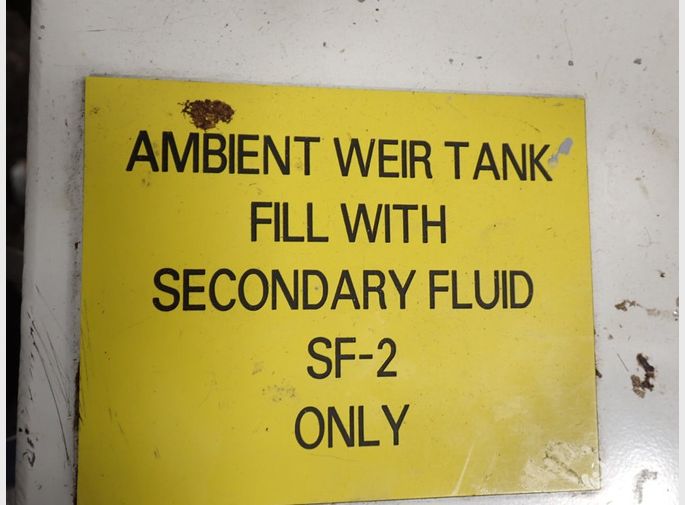 AMBIENT WEIR TANK
FILL WITH
SECONDARY FLUID
SF-2
ONLY